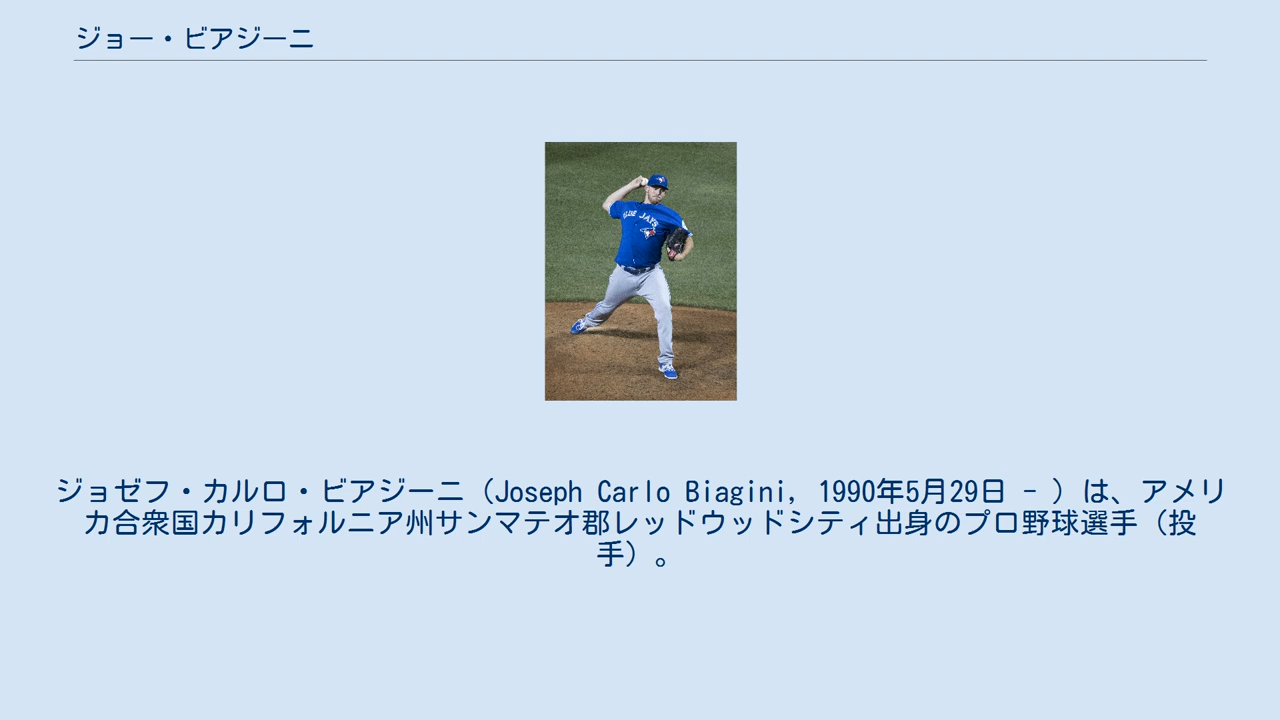 ジョー・ビアジーニ
BLUE JAYS
ジョゼフ・カルロ・ビアジーニ（Joseph Carlo Biagini, 1990年5月29日 - ）は、アメリ
カ合衆国カリフォルニア州サンマテオ郡レッドウッドシティ出身のプロ野球選手（投
手）。